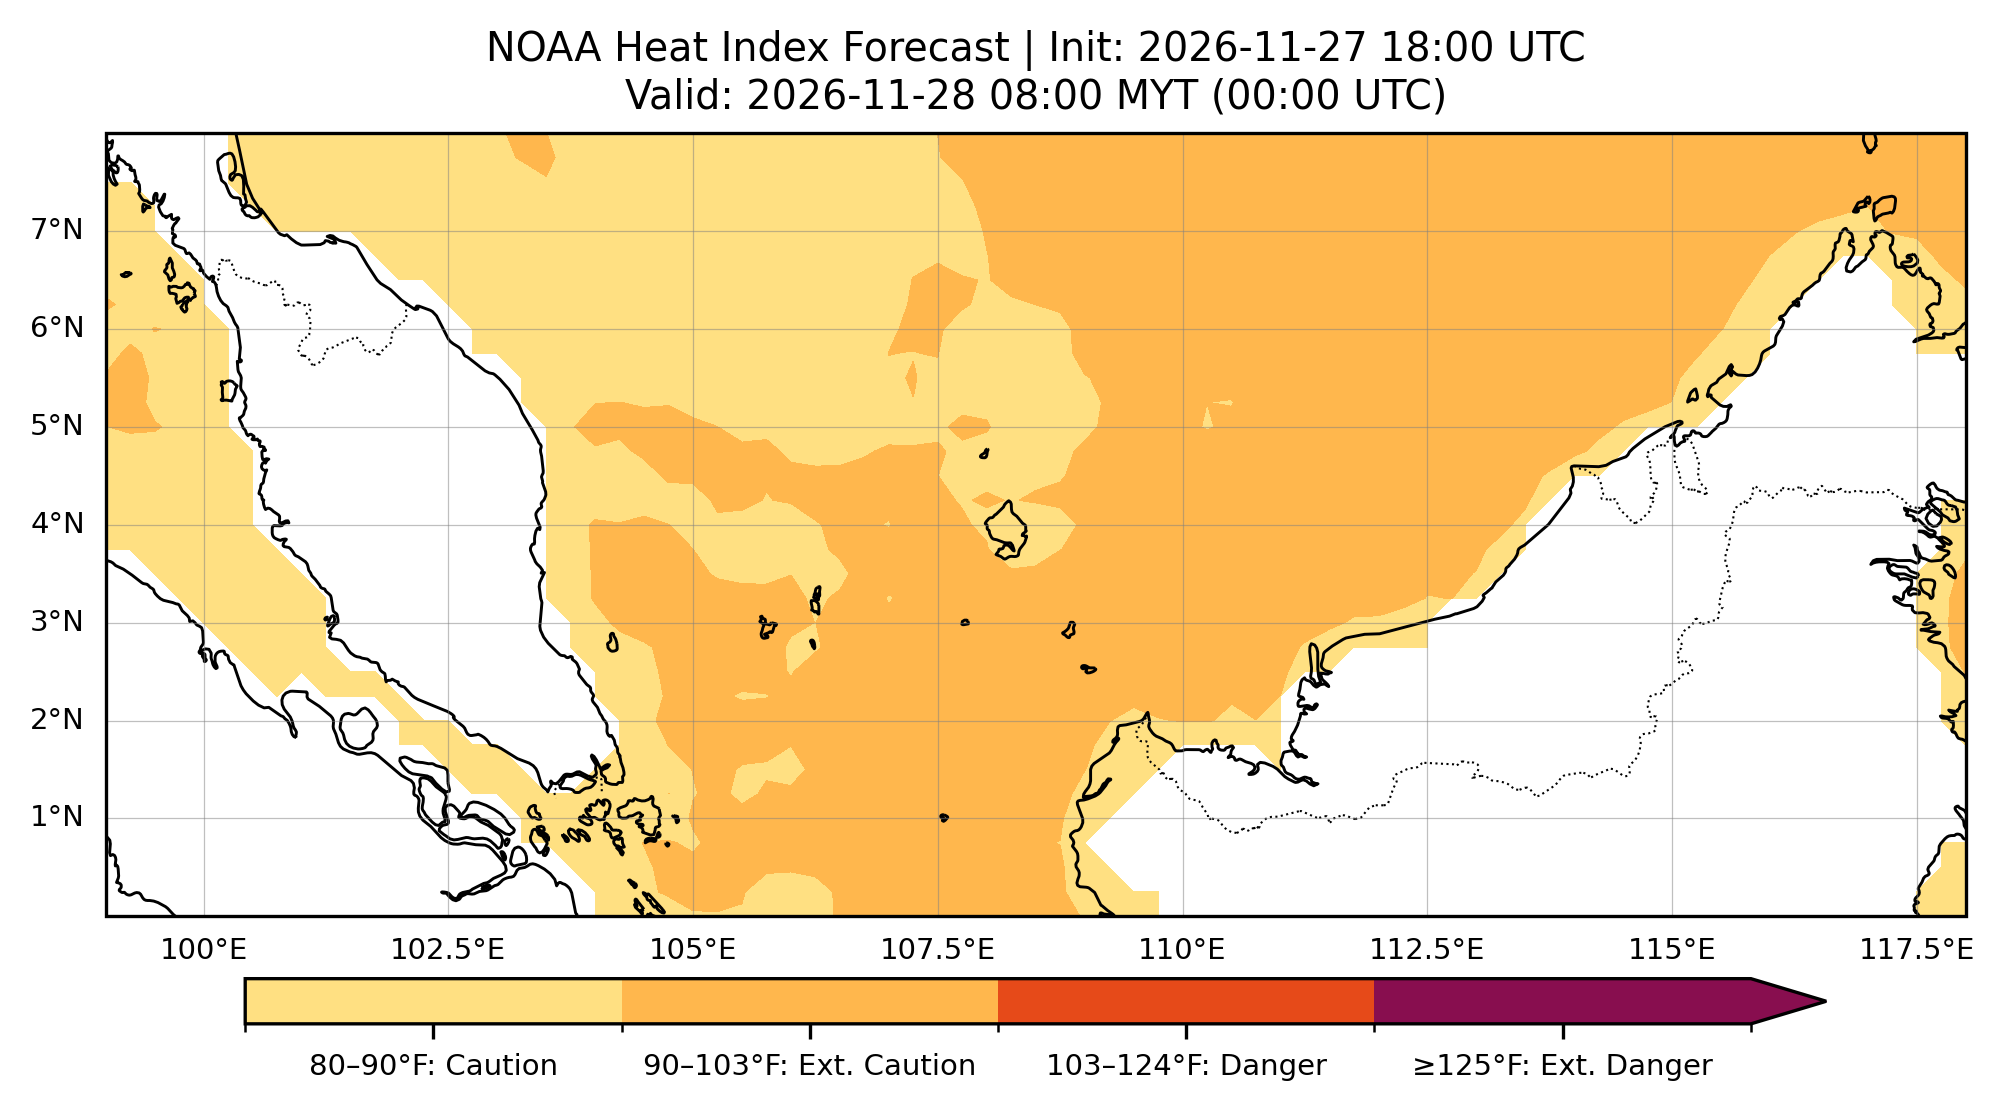 NOAA Heat Index Forecast | Init: 2026-11-27 18:00 UTC
Valid: 2026-11-28 08:00 MYT (00:00 UTC)
7°N
6°N
5°N
4°N
3°N
2°N
1°N
100°E
102.5°E
105°E
107.5°E
110°E
112.5°E
115°E
117.5°E
80–90°F: Caution
90–103°F: Ext. Caution
103–124°F: Danger
≥125°F: Ext. Danger